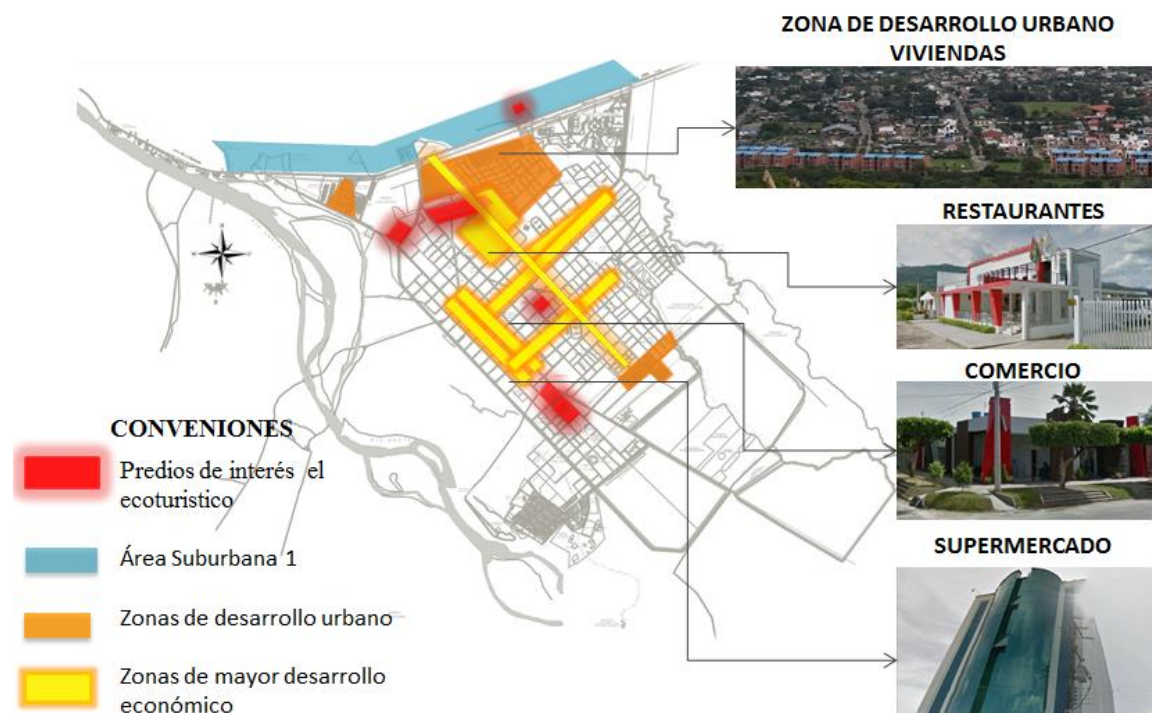 ZONA DE DESARROLLO URBANO
VIVIENDAS
RESTAURANTES
COMERCIO
SUPERMERCADO
CONVENIONES
Predios de interés el
ecoturistico
Área Suburbana 1
Zonas de desarrollo urbano
Zonas de mayor desarrollo
económico